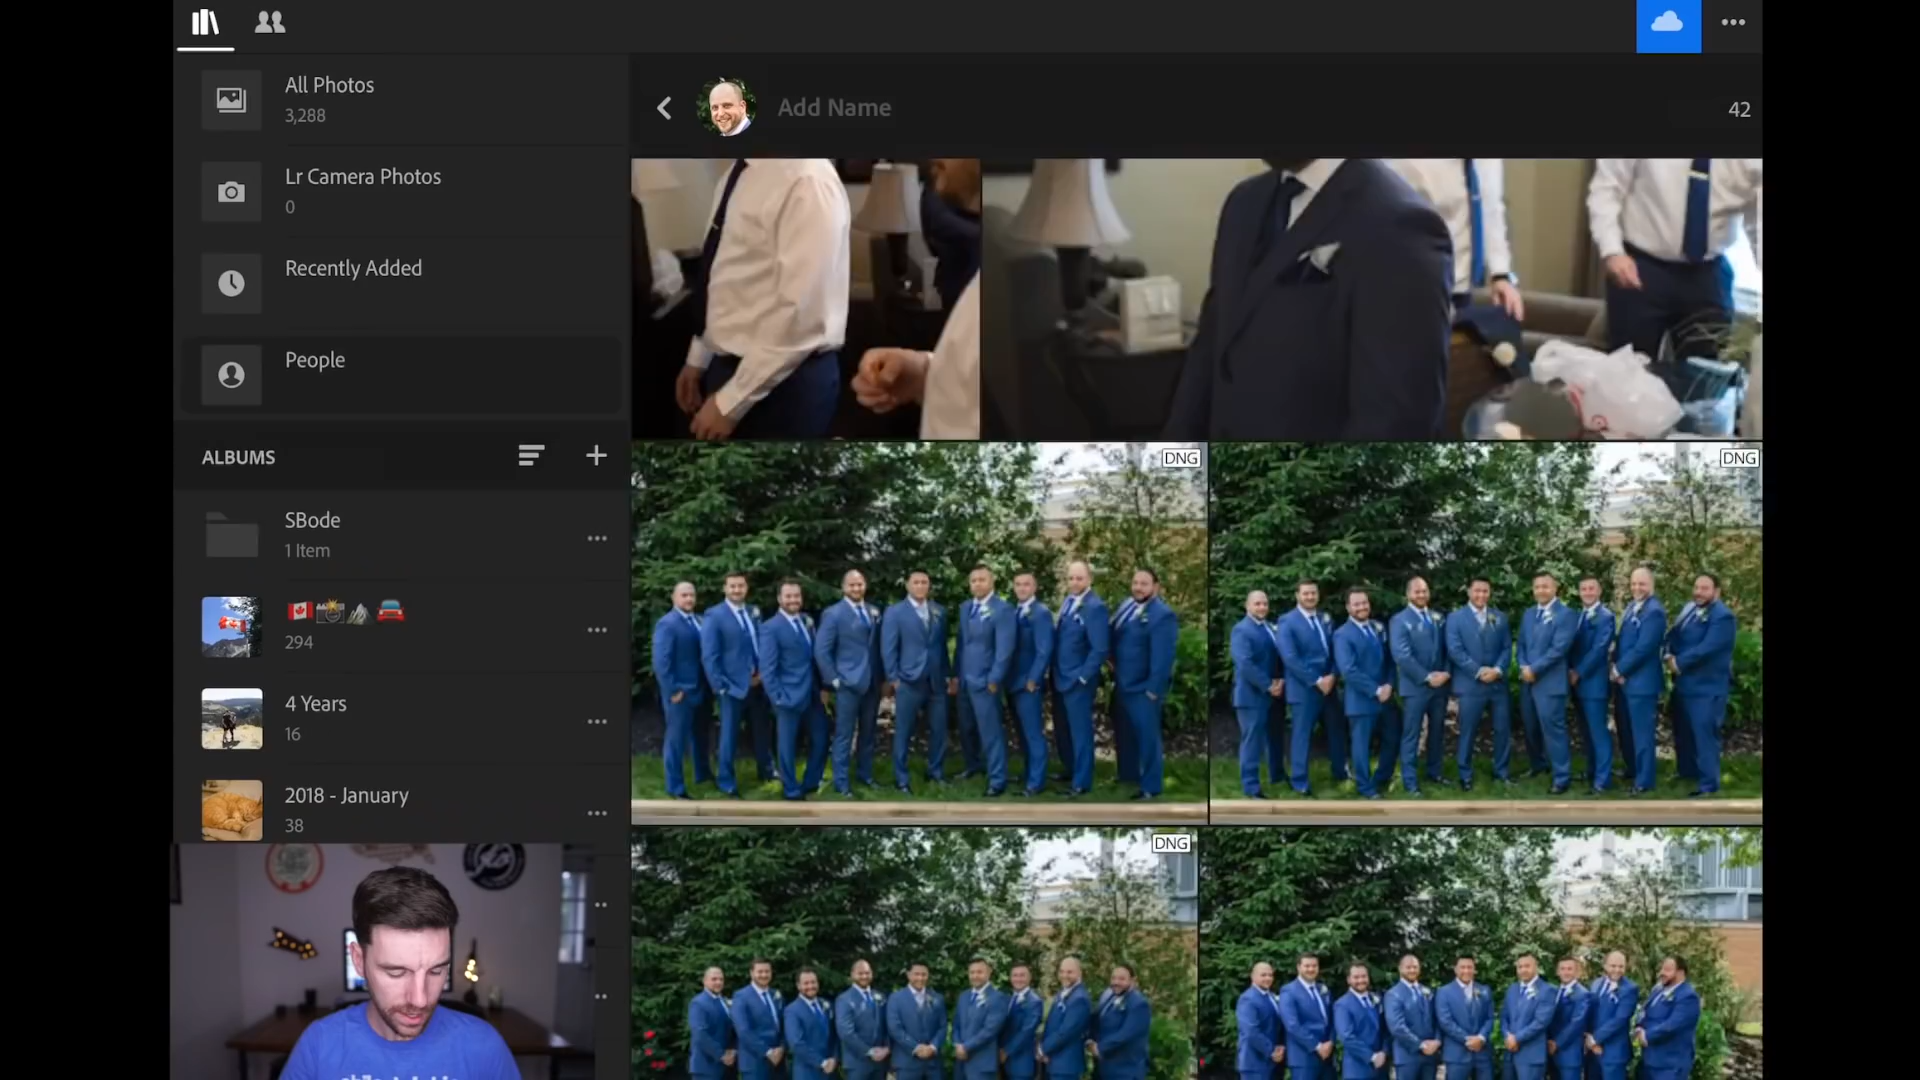 All Photos
3,288
Lr Camera Photos
0
Recently Added
People
ALBUMS
SBode
1 Item
294
4 Years
16
2018 - January
38
Add Name
42
DNG
DNG
DNG